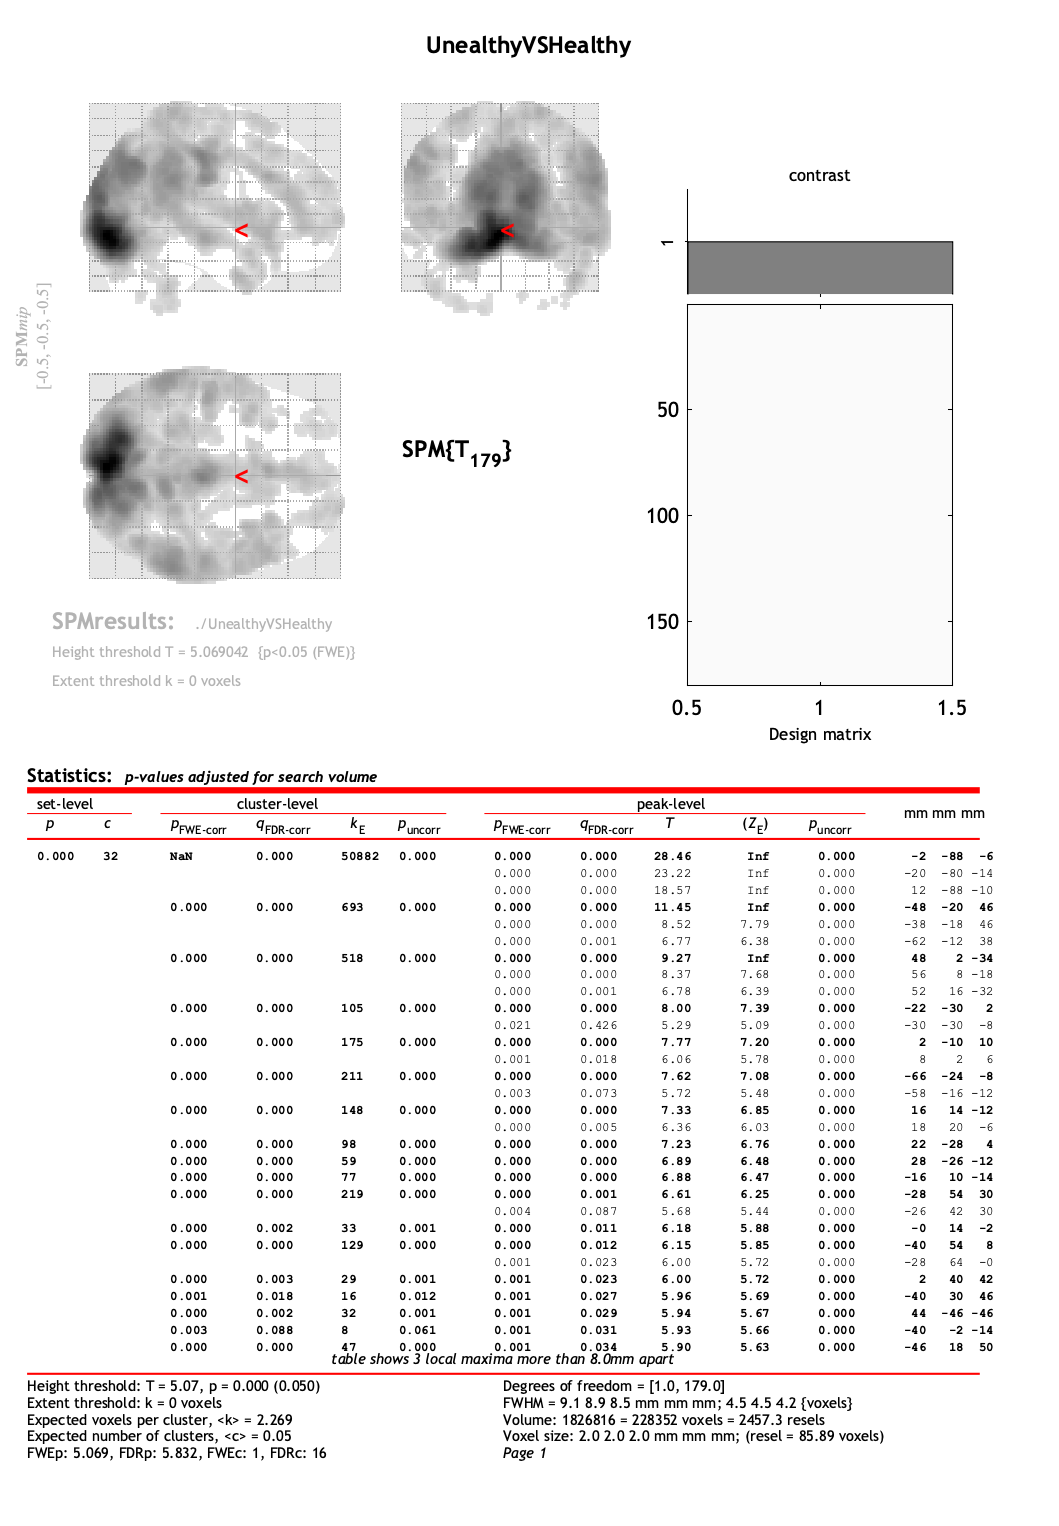 UnealthyVSHealthy
SPMmip
[-0.5, -0.5, -0.5]
<
<
<
SPM{T179}
contrast
1
50
100
150
0.5 1 1.5
Design matrix
SPMresults: ./UnealthyVSHealthy
Height threshold T = 5.069042 {p<0.05 (FWE)}
Extent threshold k = 0 voxels
Statistics: p-values adjusted for search volume
set-level cluster-level peak-level
mm mm mm
p c pFWE-corr qFDR-corr kE puncorr pFWE-corr qFDR-corr T (ZE) puncorr
0.000 32 NaN 0.000 50882 0.000 0.000 0.000 28.46 Inf 0.000 -2 -88 -6
0.000 0.000 23.22 Inf 0.000 -20 -80 -14
0.000 0.000 18.57 Inf 0.000 12 -88 -10
0.000 0.000 693 0.000 0.000 0.000 11.45 Inf 0.000 -48 -20 46
0.000 0.000 8.52 7.79 0.000 -38 -18 46
0.000 0.001 6.77 6.38 0.000 -62 -12 38
0.000 0.000 518 0.000 0.000 0.000 9.27 Inf 0.000 48 2 -34
0.000 0.000 8.37 7.68 0.000 56 8 -18
0.000 0.001 6.78 6.39 0.000 52 16 -32
0.000 0.000 105 0.000 0.000 0.000 8.00 7.39 0.000 -22 -30 2
0.021 0.426 5.29 5.09 0.000 -30 -30 -8
0.000 0.000 175 0.000 0.000 0.000 7.77 7.20 0.000 2 -10 10
0.001 0.018 6.06 5.78 0.000 8 2 6
0.000 0.000 211 0.000 0.000 0.000 7.62 7.08 0.000 -66 -24 -8
0.003 0.073 5.72 5.48 0.000 -58 -16 -12
0.000 0.000 148 0.000 0.000 0.000 7.33 6.85 0.000 16 14 -12
0.000 0.005 6.36 6.03 0.000 18 20 -6
0.000 0.000 98 0.000 0.000 0.000 7.23 6.76 0.000 22 -28 4
0.000 0.000 59 0.000 0.000 0.000 6.89 6.48 0.000 28 -26 -12
0.000 0.000 77 0.000 0.000 0.000 6.88 6.47 0.000 -16 10 -14
0.000 0.000 219 0.000 0.000 0.001 6.61 6.25 0.000 -28 54 30
0.004 0.087 5.68 5.44 0.000 -26 42 30
0.000 0.002 33 0.001 0.000 0.011 6.18 5.88 0.000 -0 14 -2
0.000 0.000 129 0.000 0.000 0.012 6.15 5.85 0.000 -40 54 8
0.001 0.023 6.00 5.72 0.000 -28 64 -0
0.000 0.003 29 0.001 0.001 0.023 6.00 5.72 0.000 2 40 42
0.001 0.018 16 0.012 0.001 0.027 5.96 5.69 0.000 -40 30 46
0.000 0.002 32 0.001 0.001 0.029 5.94 5.67 0.000 44 -46 -46
0.003 0.088 8 0.061 0.001 0.031 5.93 5.66 0.000 -40 -2 -14
0.000 0.000 47 0.000 0.001 0.034 5.90 5.63 0.000 -46 18 50
table shows 3 local maxima more than 8.0mm apart
Height threshold: T = 5.07, p = 0.000 (0.050)
Extent threshold: k = 0 voxels
Expected voxels per cluster, <k> = 2.269
Expected number of clusters, <c> = 0.05
FWEp: 5.069, FDRp: 5.832, FWEc: 1, FDRc: 16
Degrees of freedom = [1.0, 179.0]
FWHM = 9.1 8.9 8.5 mm mm mm; 4.5 4.5 4.2 {voxels}
Volume: 1826816 = 228352 voxels = 2457.3 resels
Voxel size: 2.0 2.0 2.0 mm mm mm; (resel = 85.89 voxels)
Page 1